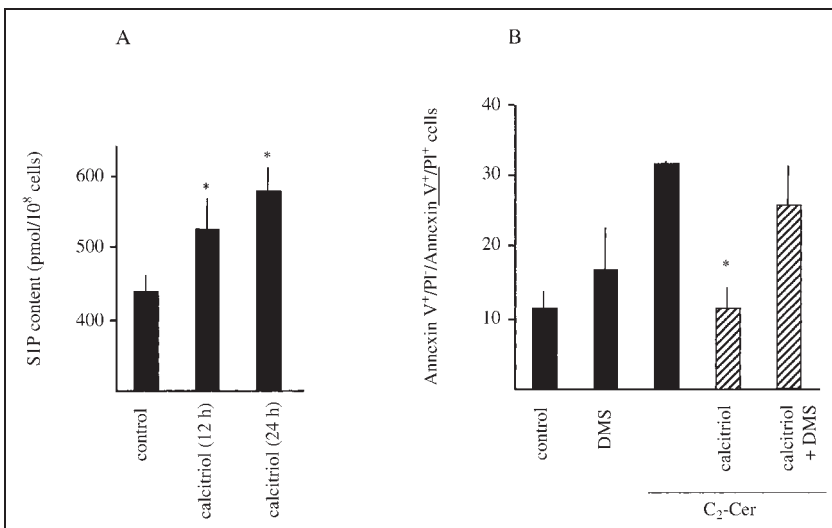 A
SIP content (pmol/10⁸ cells)
600
500
400
control
calcitriol (12 h)
calcitriol (24 h)
*
*
B
Annexin V⁺/PI⁻/Annexin V⁺/PI⁺ cells
40
30
20
10
control
DMS
calcitriol
calcitriol
+ DMS
*
C₂-Cer